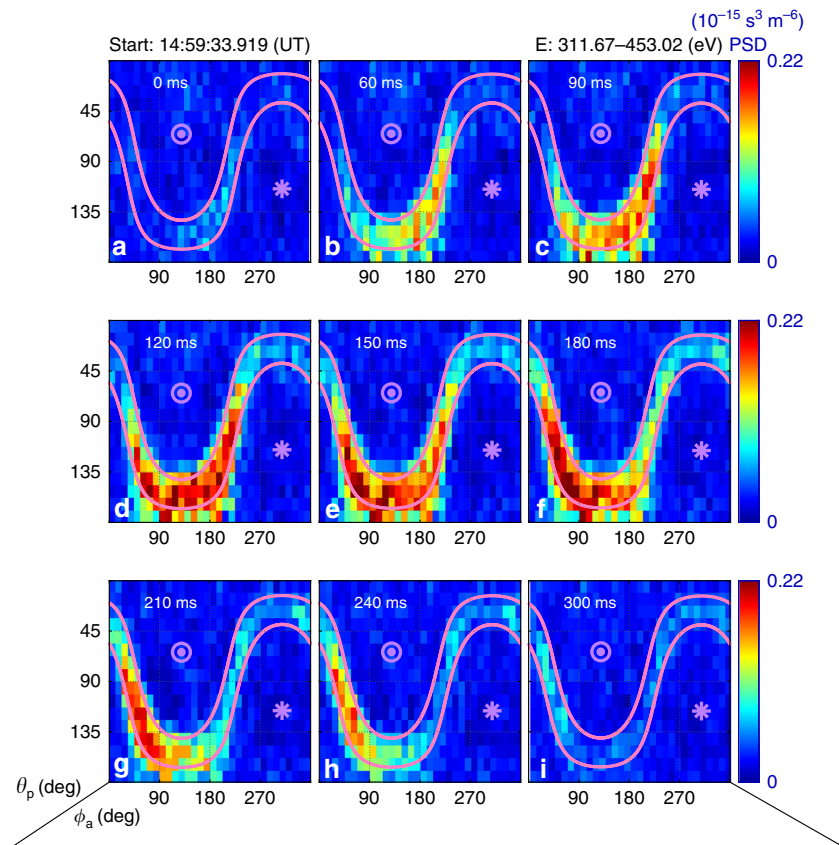 (10⁻¹⁵ s³ m⁻⁶)
Start: 14:59:33.919 (UT) E: 311.67–453.02 (eV) PSD
0 ms 60 ms 90 ms 0.22
45
90
135
a b c 0
90 180 270 90 180 270 90 180 270
120 ms 150 ms 180 ms 0.22
45
90
135
d e f 0
90 180 270 90 180 270 90 180 270
210 ms 240 ms 300 ms 0.22
45
90
135
g h i 0
θp (deg) 90 180 270 90 180 270 90 180 270
ϕa (deg)